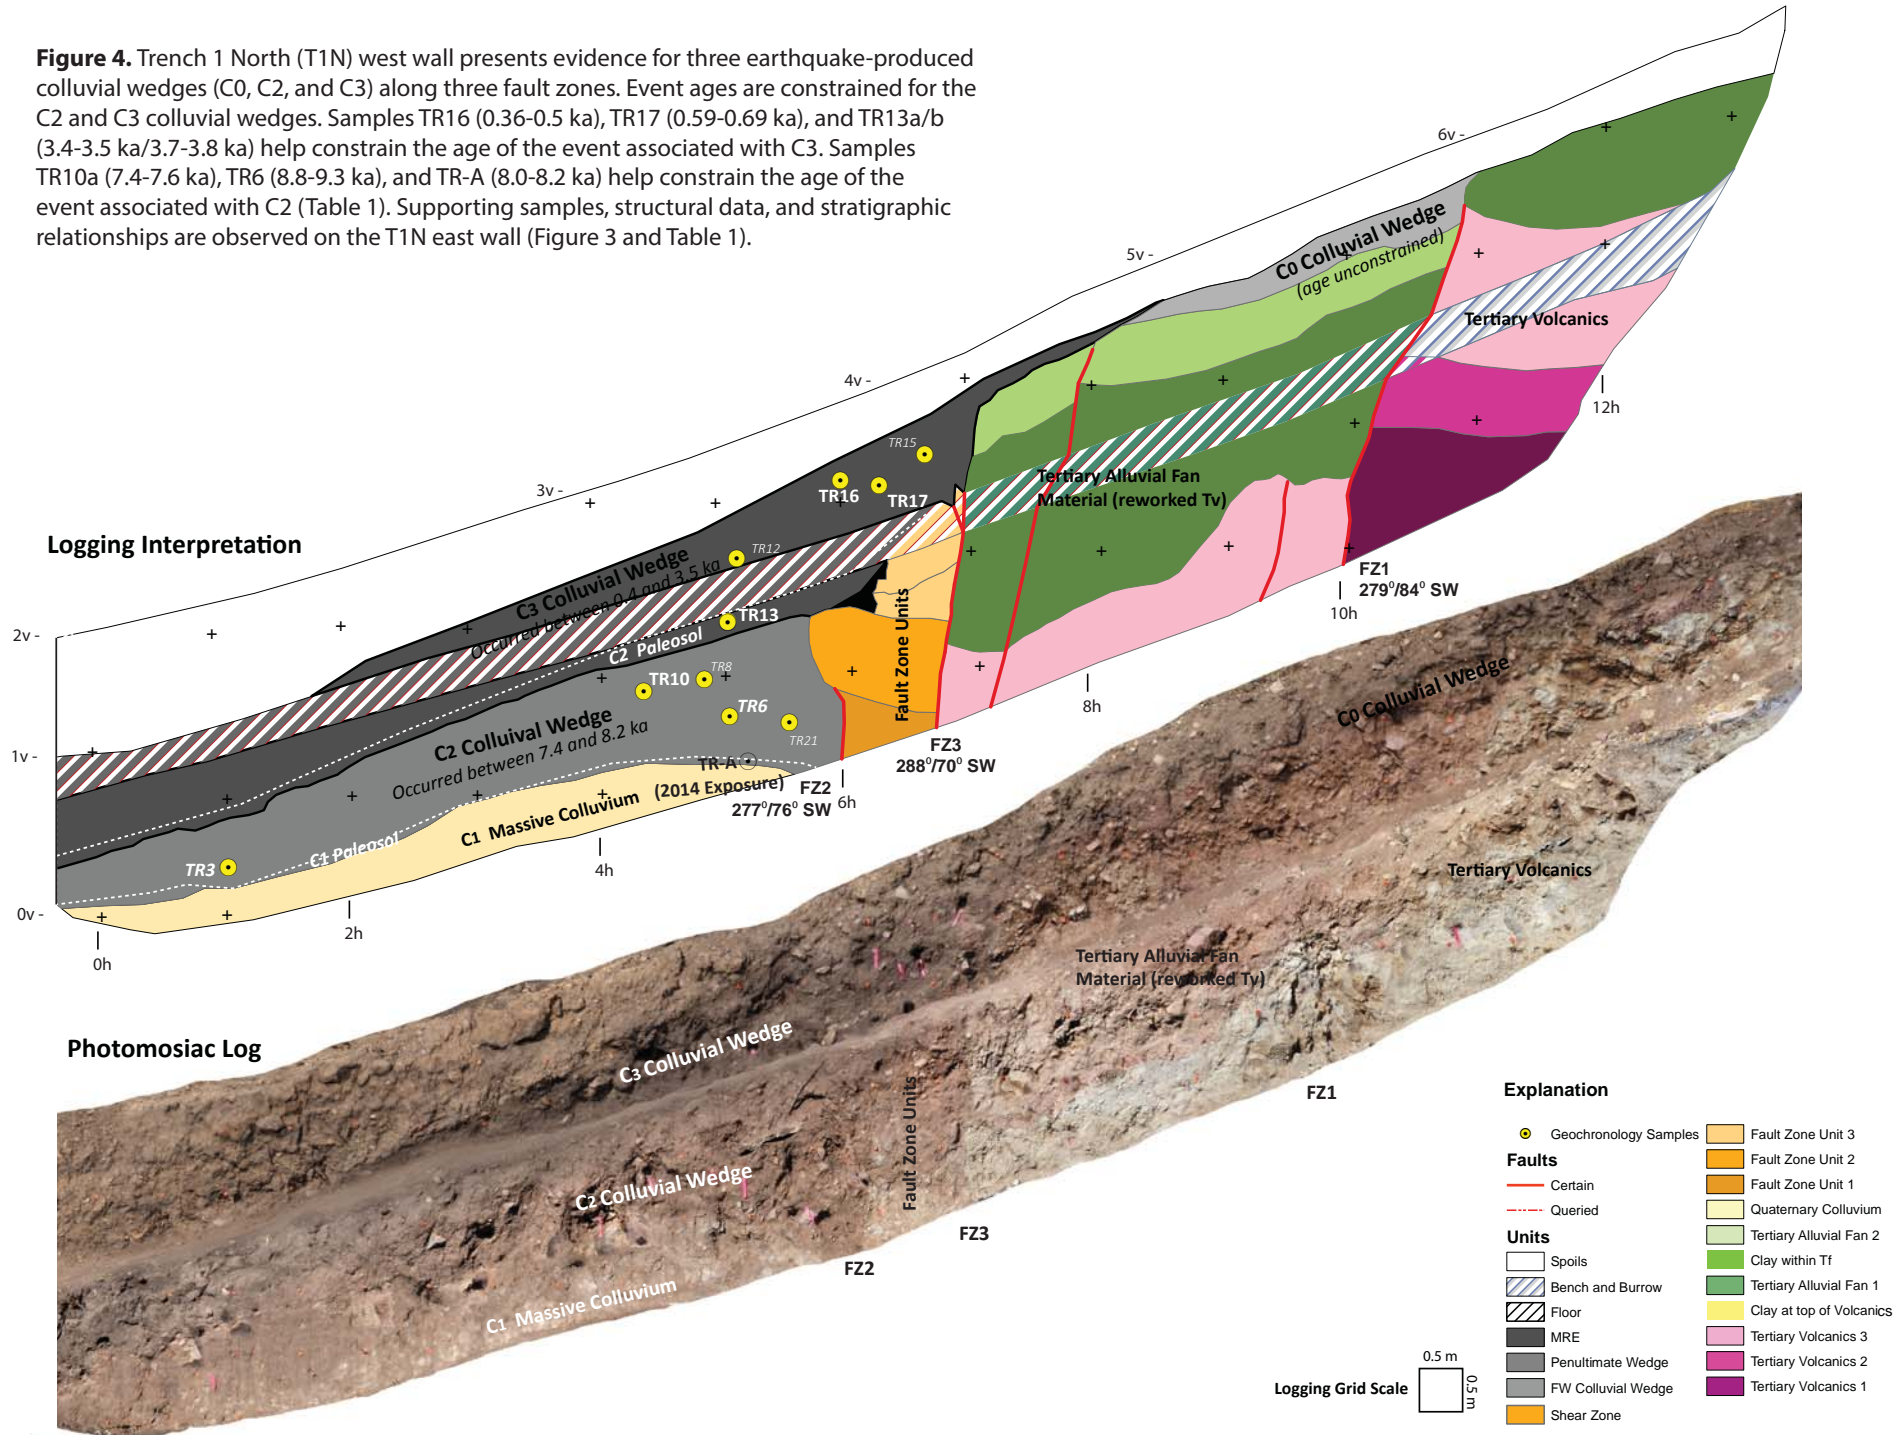 Figure 4. Trench 1 North (T1N) west wall presents evidence for three earthquake-produced
colluvial wedges (C0, C2, and C3) along three fault zones. Event ages are constrained for the
C2 and C3 colluvial wedges. Samples TR16 (0.36-0.5 ka), TR17 (0.59-0.69 ka), and TR13a/b
(3.4-3.5 ka/3.7-3.8 ka) help constrain the age of the event associated with C3. Samples
TR10a (7.4-7.6 ka), TR6 (8.8-9.3 ka), and TR-A (8.0-8.2 ka) help constrain the age of the
event associated with C2 (Table 1). Supporting samples, structural data, and stratigraphic
relationships are observed on the T1N east wall (Figure 3 and Table 1).
6v -
5v -
4v -
3v -
2v -
1v -
0v -
Logging Interpretation
C0 Colluvial Wedge
(age unconstrained)
Tertiary Volcanics
12h
TR15
TR16
TR17
Tertiary Alluvial Fan
Material (reworked Tv)
TR12
C3 Colluvial Wedge
Occurred between 0.4 and 3.5 ka
TR13
C2 Paleosol
TR8
TR10
TR6
TR21
Fault Zone Units
C2 Colluival Wedge
Occurred between 7.4 and 8.2 ka
TR-A
(2014 Exposure)
FZ1
279⁰/84⁰ SW
10h
8h
FZ3
288⁰/70⁰ SW
FZ2
277⁰/76⁰ SW
6h
C1 Massive Colluvium
C1 Paleosol
TR3
4h
2h
0h
Photomosiac Log
C0 Colluvial Wedge
Tertiary Volcanics
Tertiary Alluvial Fan
Material (reworked Tv)
C3 Colluvial Wedge
Fault Zone Units
C2 Colluvial Wedge
C1 Massive Colluvium
FZ1
FZ3
FZ2
Explanation
Geochronology Samples
Faults
Certain
Queried
Units
Spoils
Bench and Burrow
Floor
MRE
Penultimate Wedge
FW Colluvial Wedge
Shear Zone
Fault Zone Unit 3
Fault Zone Unit 2
Fault Zone Unit 1
Quaternary Colluvium
Tertiary Alluvial Fan 2
Clay within Tf
Tertiary Alluvial Fan 1
Clay at top of Volcanics
Tertiary Volcanics 3
Tertiary Volcanics 2
Tertiary Volcanics 1
0.5 m
Logging Grid Scale
0.5 m